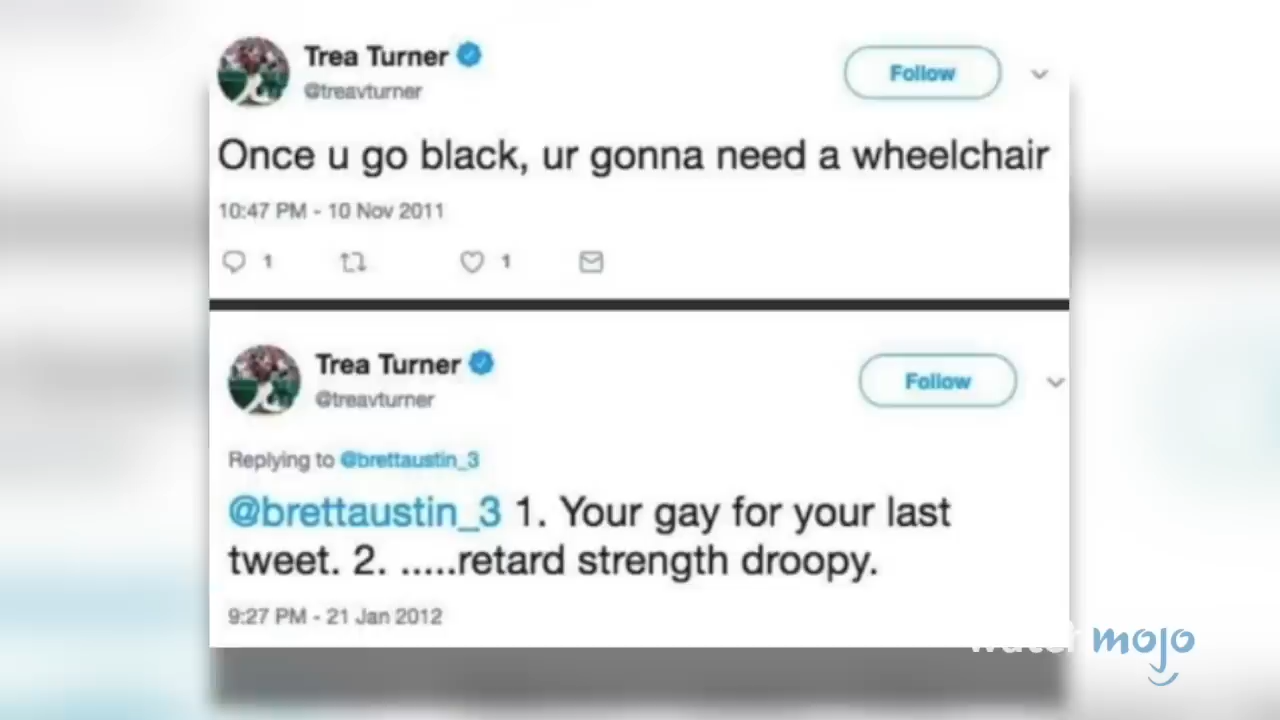 Trea Turner
@treavturner
Follow
Once u go black, ur gonna need a wheelchair
10:47 PM - 10 Nov 2011
1 1
Trea Turner
@treavturner
Follow
Replying to @brettaustin_3
@brettaustin_3 1. Your gay for your last
tweet. 2. .....retard strength droopy.
9:27 PM - 21 Jan 2012
watch mojo